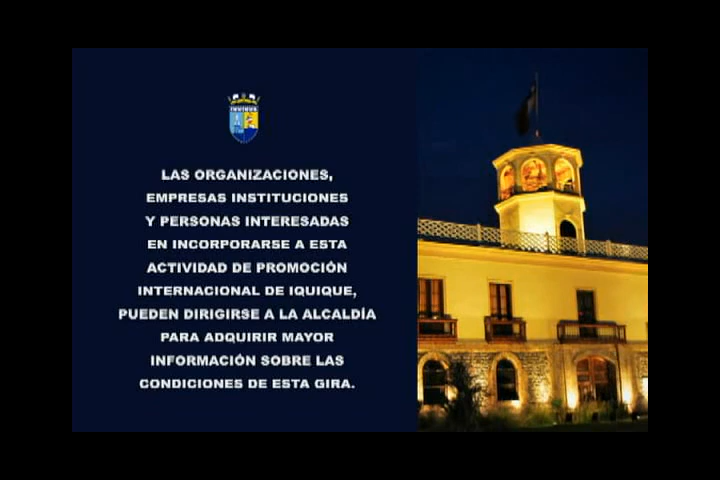 LAS ORGANIZACIONES,
EMPRESAS INSTITUCIONES
Y PERSONAS INTERESADAS
EN INCORPORARSE A ESTA
ACTIVIDAD DE PROMOCIÓN
INTERNACIONAL DE IQUIQUE,
PUEDEN DIRIGIRSE A LA ALCALDÍA
PARA ADQUIRIR MAYOR
INFORMACIÓN SOBRE LAS
CONDICIONES DE ESTA GIRA.